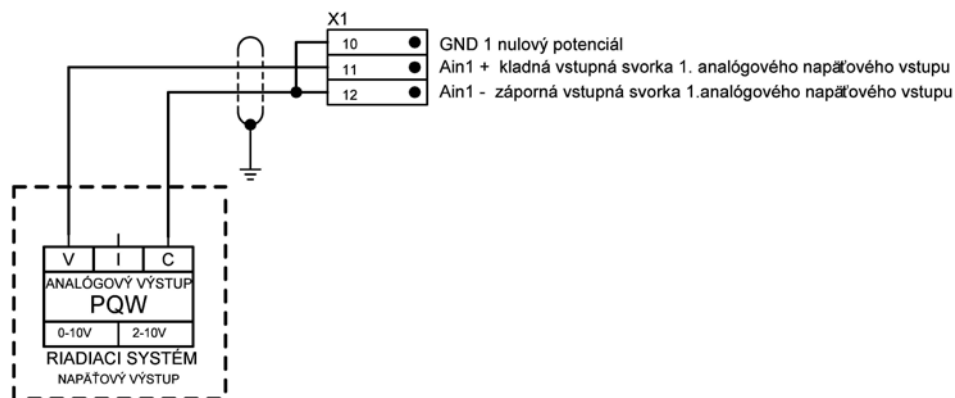 X1
10 GND 1 nulový potenciál
11 Ain1 + kladná vstupná svorka 1. analógového napäťového vstupu
12 Ain1 - záporná vstupná svorka 1.analógového napäťového vstupu
V I C
ANALÓGOVÝ VÝSTUP
PQW
0-10V 2-10V
RIADIACI SYSTÉM
NAPÄŤOVÝ VÝSTUP